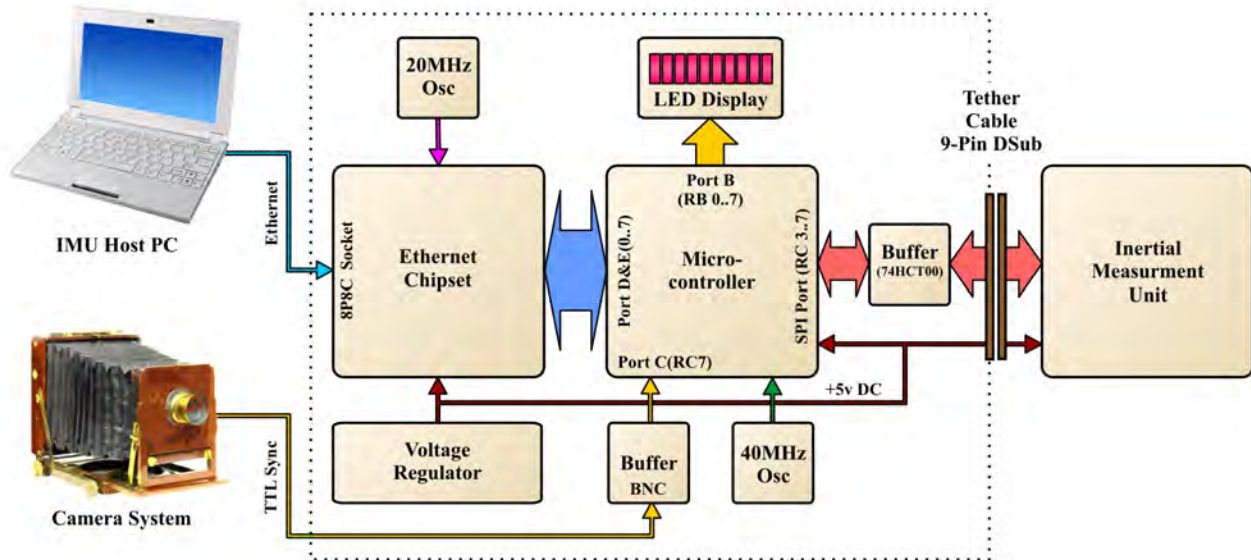 20MHz
Osc
LED Display
Tether
Cable
9-Pin DSub
IMU Host PC
Ethernet
8P8C Socket
Ethernet
Chipset
Port D&E(0..7)
Port B
(RB 0..7)
Micro-
controller
Port C(RC7)
SPI Port (RC 3..7)
Buffer
(74HCT00)
Inertial
Measurment
Unit
+5v DC
Voltage
Regulator
Buffer
BNC
40MHz
Osc
TTL Sync
Camera System